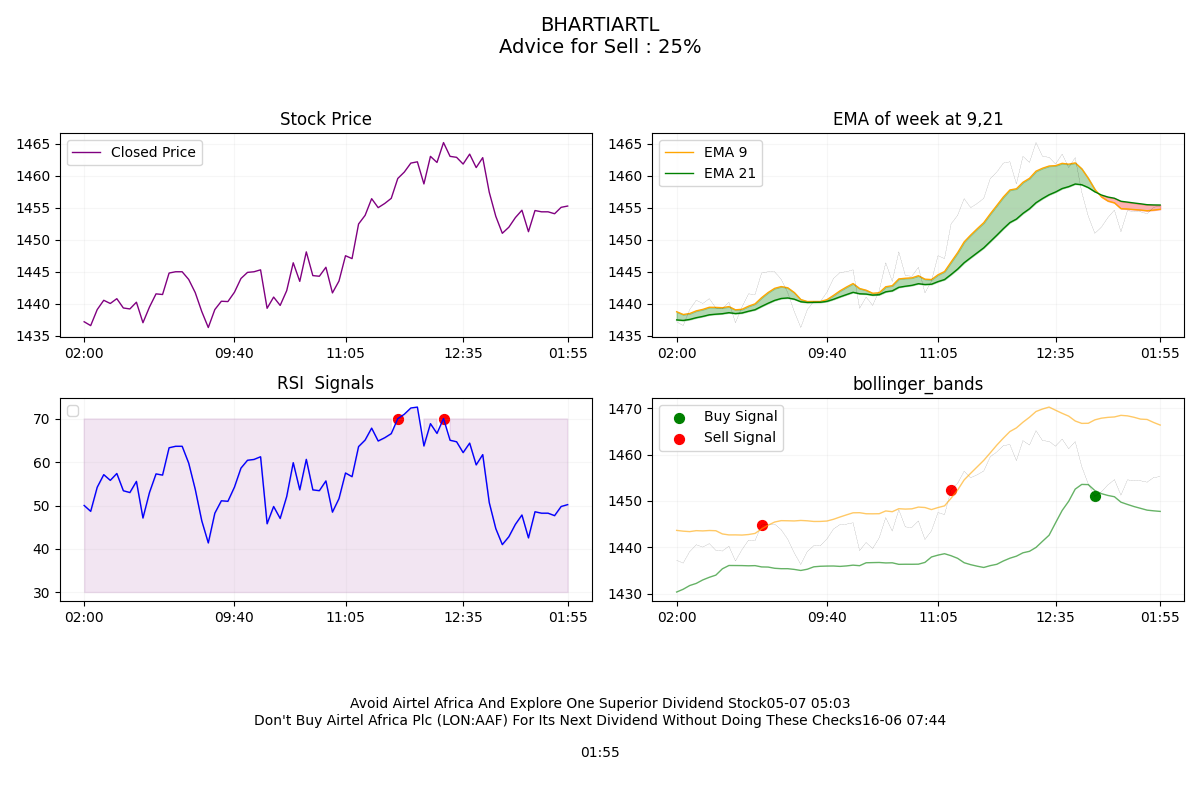 BHARTIARTL
Advice for Sell : 25%
Stock Price
1465
1460
1455
1450
1445
1440
1435
Closed Price
02:00 09:40 11:05 12:35 01:55
EMA of week at 9,21
1465
1460
1455
1450
1445
1440
1435
EMA 9
EMA 21
02:00 09:40 11:05 12:35 01:55
RSI  Signals
70
60
50
40
30
02:00 09:40 11:05 12:35 01:55
bollinger_bands
1470
1460
1450
1440
1430
Buy Signal
Sell Signal
02:00 09:40 11:05 12:35 01:55
Avoid Airtel Africa And Explore One Superior Dividend Stock05-07 05:03
Don't Buy Airtel Africa Plc (LON:AAF) For Its Next Dividend Without Doing These Checks16-06 07:44
01:55